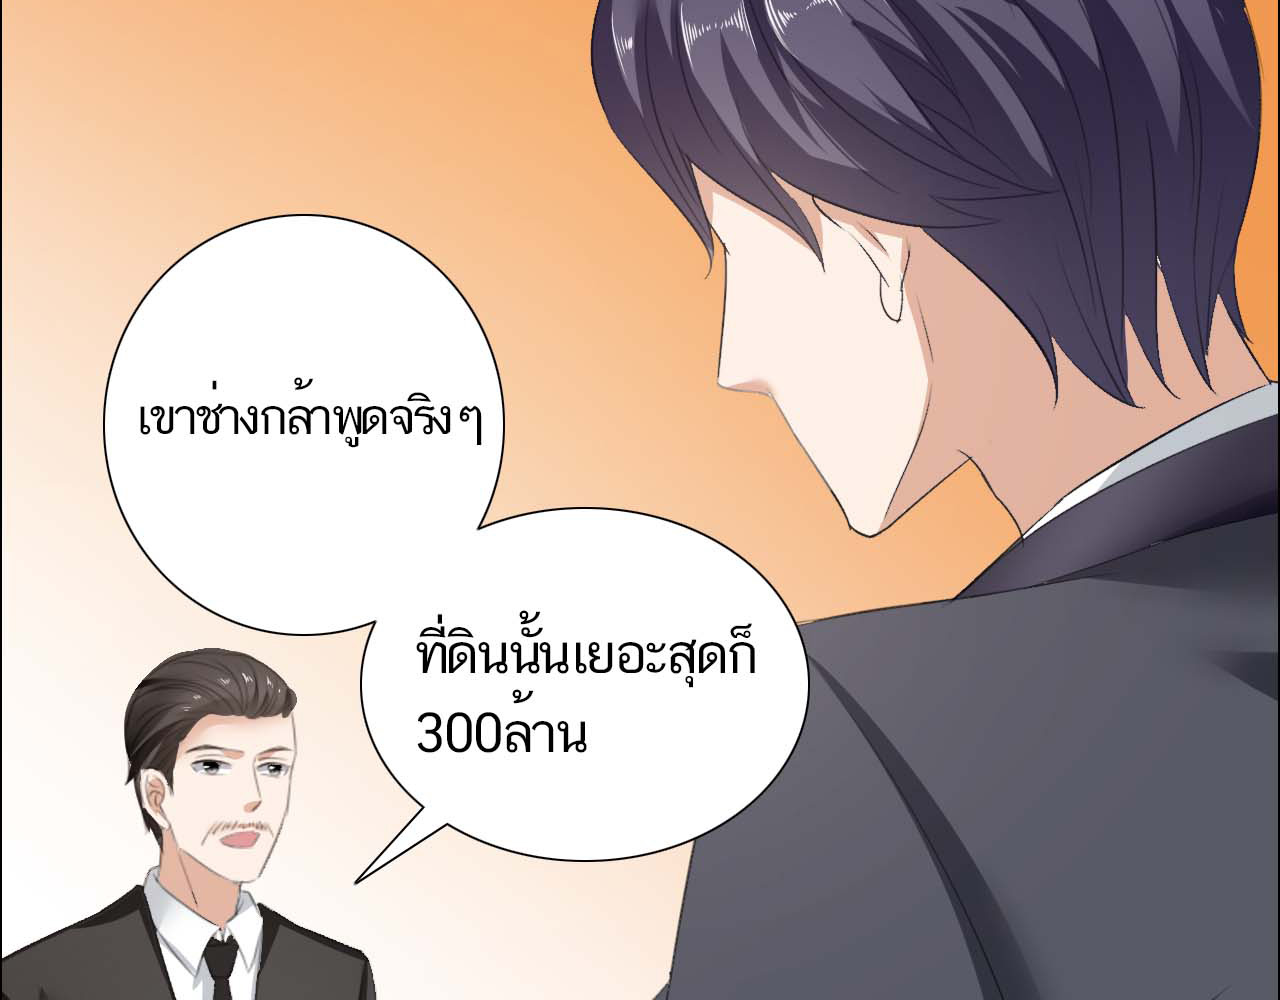 เขาช่างกล้าพูดจริงๆ
ที่ดินนั้นเยอะสุดก็
300ล้าน